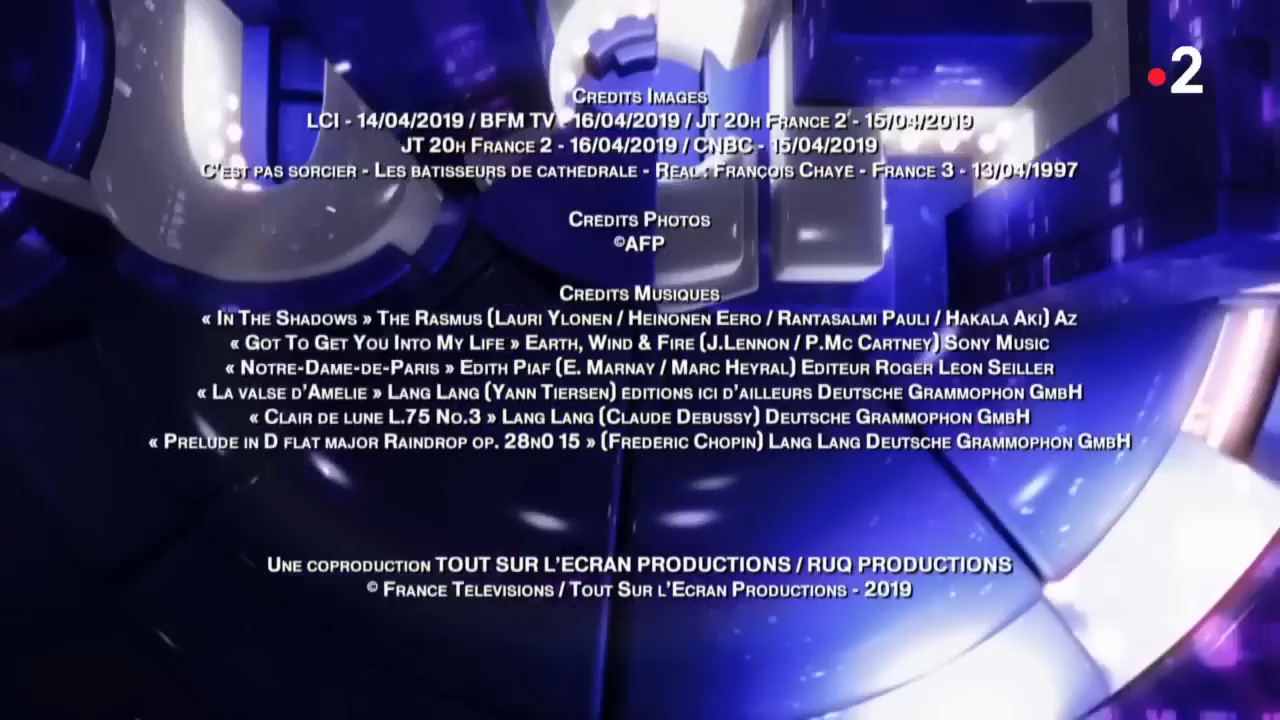 2
CREDITS IMAGES
LCI - 14/04/2019 / BFM TV - 16/04/2019 / JT 20H FRANCE 2 - 15/04/2019
JT 20H FRANCE 2 - 16/04/2019 / CNBC - 15/04/2019
C'EST PAS SORCIER - LES BATISSEURS DE CATHEDRALE - REAL : FRANÇOIS CHAYE - FRANCE 3 - 13/04/1997
CREDITS PHOTOS
©AFP
CREDITS MUSIQUES
« IN THE SHADOWS » THE RASMUS (LAURI YLONEN / HEINONEN EERO / RANTASALMI PAULI / HAKALA AKI) AZ
« GOT TO GET YOU INTO MY LIFE » EARTH, WIND & FIRE (J.LENNON / P.MC CARTNEY) SONY MUSIC
« NOTRE-DAME-DE-PARIS » EDITH PIAF (E. MARNAY / MARC HEYRAL) EDITEUR ROGER LEON SEILLER
« LA VALSE D'AMELIE » LANG LANG (YANN TIERSEN) EDITIONS ICI D'AILLEURS DEUTSCHE GRAMMOPHON GMBH
« CLAIR DE LUNE L.75 NO.3 » LANG LANG (CLAUDE DEBUSSY) DEUTSCHE GRAMMOPHON GMBH
« PRELUDE IN D FLAT MAJOR RAINDROP OP. 28NO 15 » (FREDERIC CHOPIN) LANG LANG DEUTSCHE GRAMMOPHON GMBH
UNE COPRODUCTION TOUT SUR L'ECRAN PRODUCTIONS / RUQ PRODUCTIONS
© FRANCE TELEVISIONS / TOUT SUR L'ECRAN PRODUCTIONS - 2019